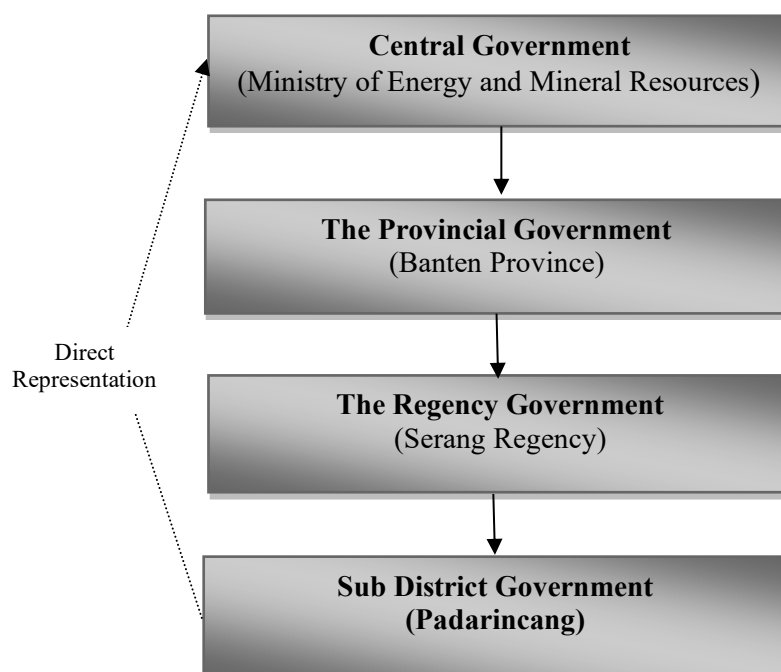 Central Government
(Ministry of Energy and Mineral Resources)
The Provincial Government
(Banten Province)
Direct
Representation
The Regency Government
(Serang Regency)
Sub District Government
(Padarincang)